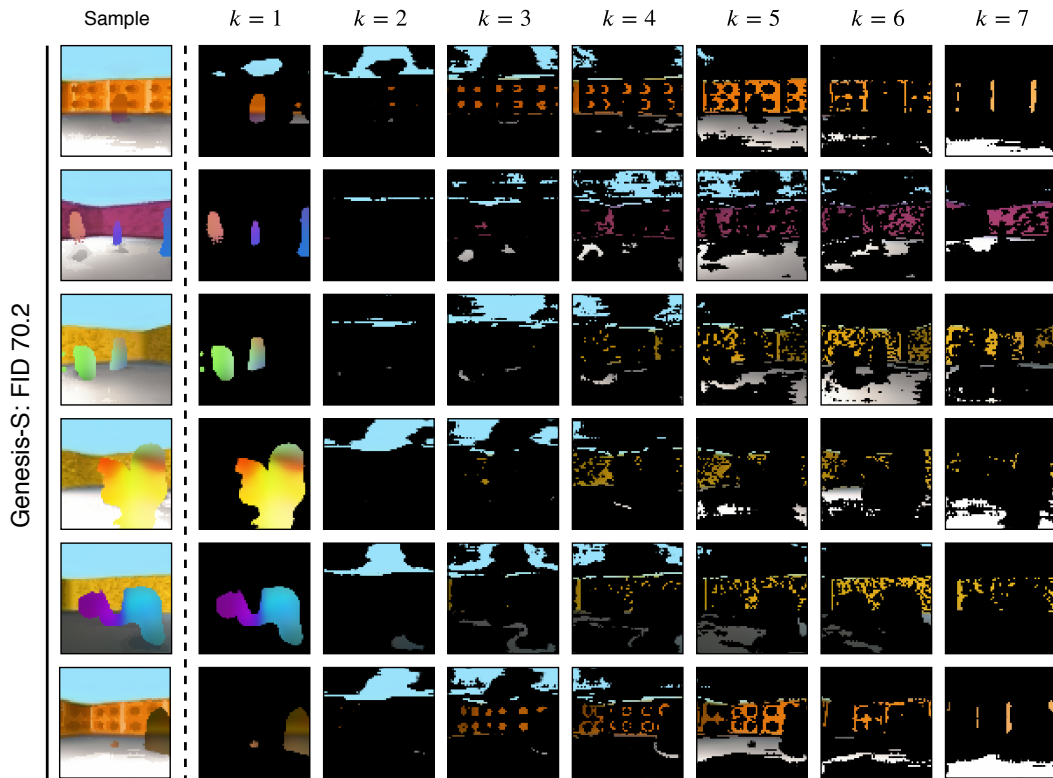 Sample k = 1 k = 2 k = 3 k = 4 k = 5 k = 6 k = 7
Genesis-S: FID 70.2